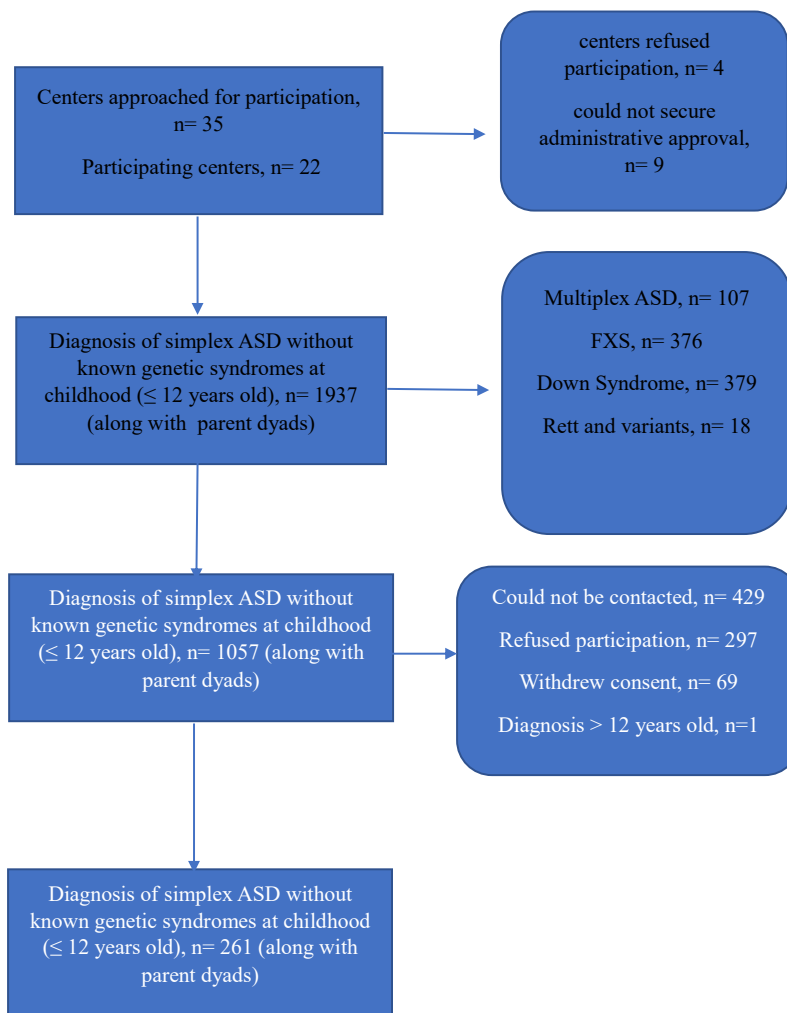 Centers approached for participation,
n= 35
Participating centers, n= 22
centers refused
participation, n= 4
could not secure
administrative approval,
n= 9
Diagnosis of simplex ASD without
known genetic syndromes at
childhood (≤ 12 years old), n= 1937
(along with  parent dyads)
Multiplex ASD, n= 107
FXS, n= 376
Down Syndrome, n= 379
Rett and variants, n= 18
Diagnosis of simplex ASD without
known genetic syndromes at childhood
(≤ 12 years old), n= 1057 (along with
parent dyads)
Could not be contacted, n= 429
Refused participation, n= 297
Withdrew consent, n= 69
Diagnosis > 12 years old, n=1
Diagnosis of simplex ASD without
known genetic syndromes at childhood
(≤ 12 years old), n= 261 (along with
parent dyads)